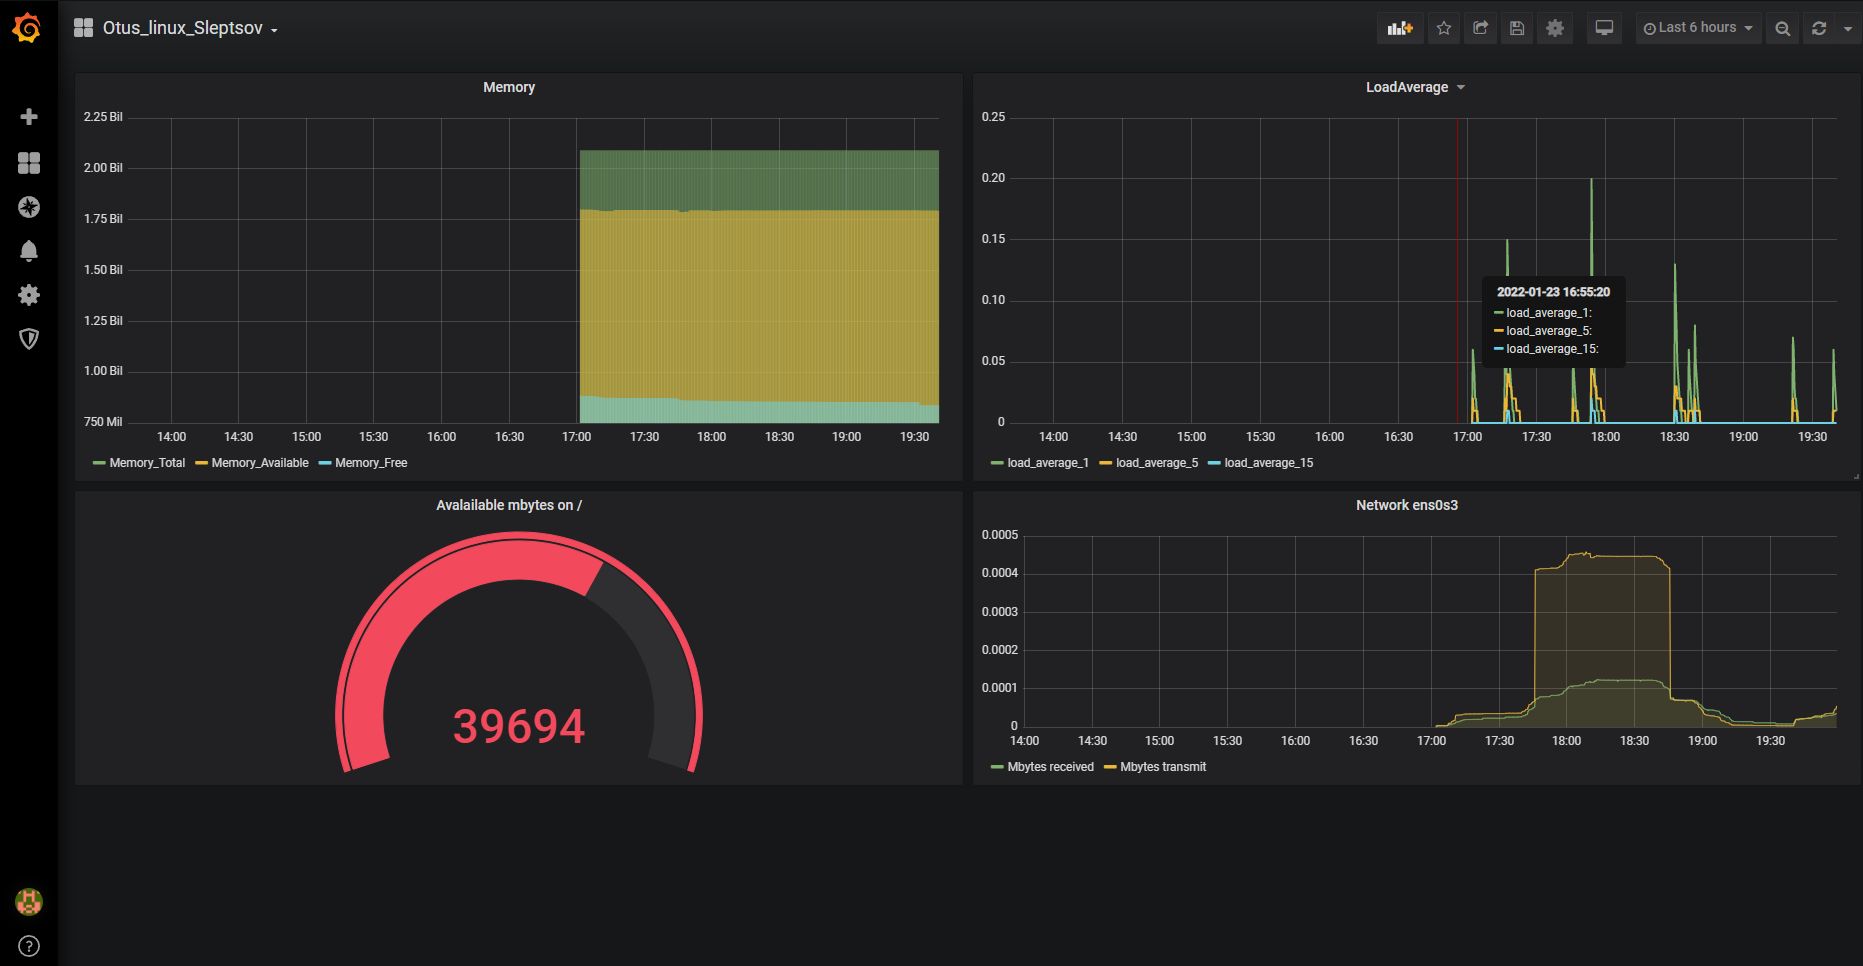 Otus_linux_Sleptsov
Last 6 hours
Memory
2.25 Bil
2.00 Bil
1.75 Bil
1.50 Bil
1.25 Bil
1.00 Bil
750 Mil
14:00 14:30 15:00 15:30 16:00 16:30 17:00 17:30 18:00 18:30 19:00 19:30
Memory_Total Memory_Available Memory_Free
LoadAverage
0.25
0.20
0.15
0.10
0.05
0
2022-01-23 16:55:20
load_average_1:
load_average_5:
load_average_15:
14:00 14:30 15:00 15:30 16:00 16:30 17:00 17:30 18:00 18:30 19:00 19:30
load_average_1 load_average_5 load_average_15
Avalailable mbytes on /
39694
Network ens0s3
0.0005
0.0004
0.0003
0.0002
0.0001
0
14:00 14:30 15:00 15:30 16:00 16:30 17:00 17:30 18:00 18:30 19:00 19:30
Mbytes received Mbytes transmit
?